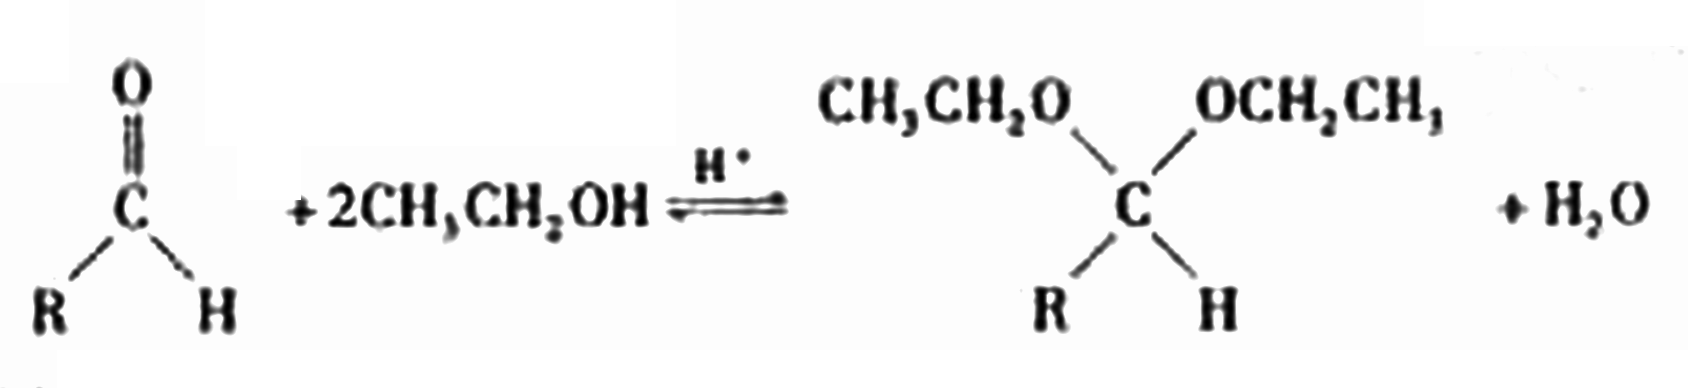 O
CH₃CH₂O OCH₂CH₃
H⁺
C + 2CH₃CH₂OH ⇌ C + H₂O
R H R H